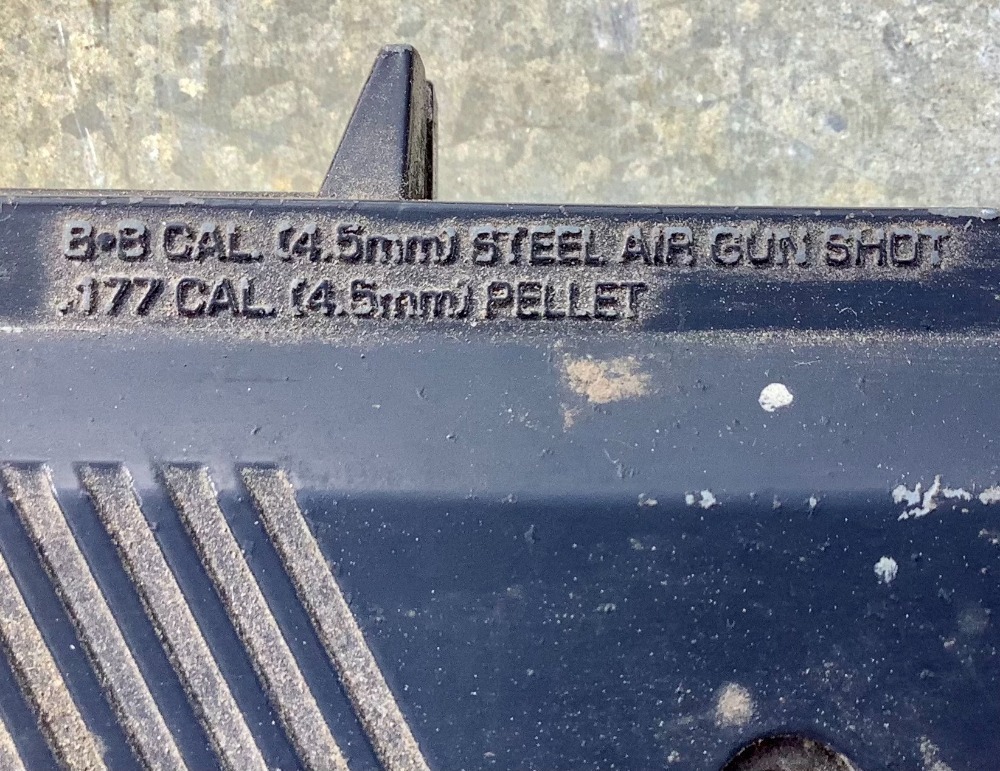 B•B CAL. (4.5mm) STEEL AIR GUN SHOT
.177 CAL. (4.5mm) PELLET